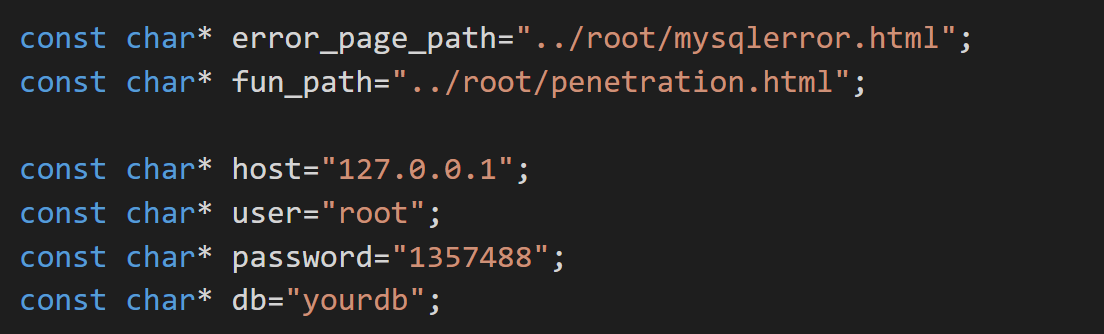 const char* error_page_path="../root/mysqlerror.html";
const char* fun_path="../root/penetration.html";
const char* host="127.0.0.1";
const char* user="root";
const char* password="1357488";
const char* db="yourdb";